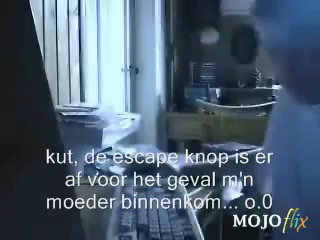 kut, de escape knop is er
af voor het geval m'n
moeder binnenkom... o.0
MOJOflix